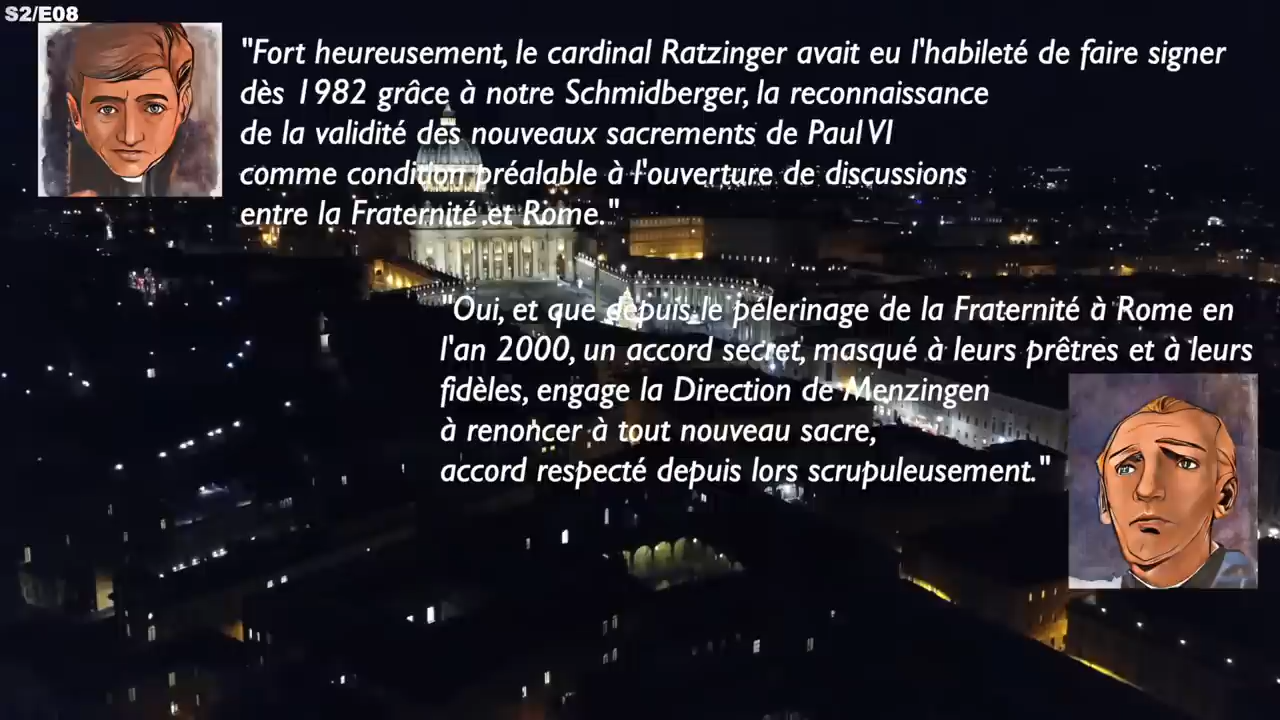 S2/E08
"Fort heureusement, le cardinal Ratzinger avait eu l'habileté de faire signer
dès 1982 grâce à notre Schmidberger, la reconnaissance
de la validité des nouveaux sacrements de Paul VI
comme condition préalable à l'ouverture de discussions
entre la Fraternité et Rome."
"Oui, et que depuis le pélerinage de la Fraternité à Rome en
l'an 2000, un accord secret, masqué à leurs prêtres et à leurs
fidèles, engage la Direction de Menzingen
à renoncer à tout nouveau sacre,
accord respecté depuis lors scrupuleusement."